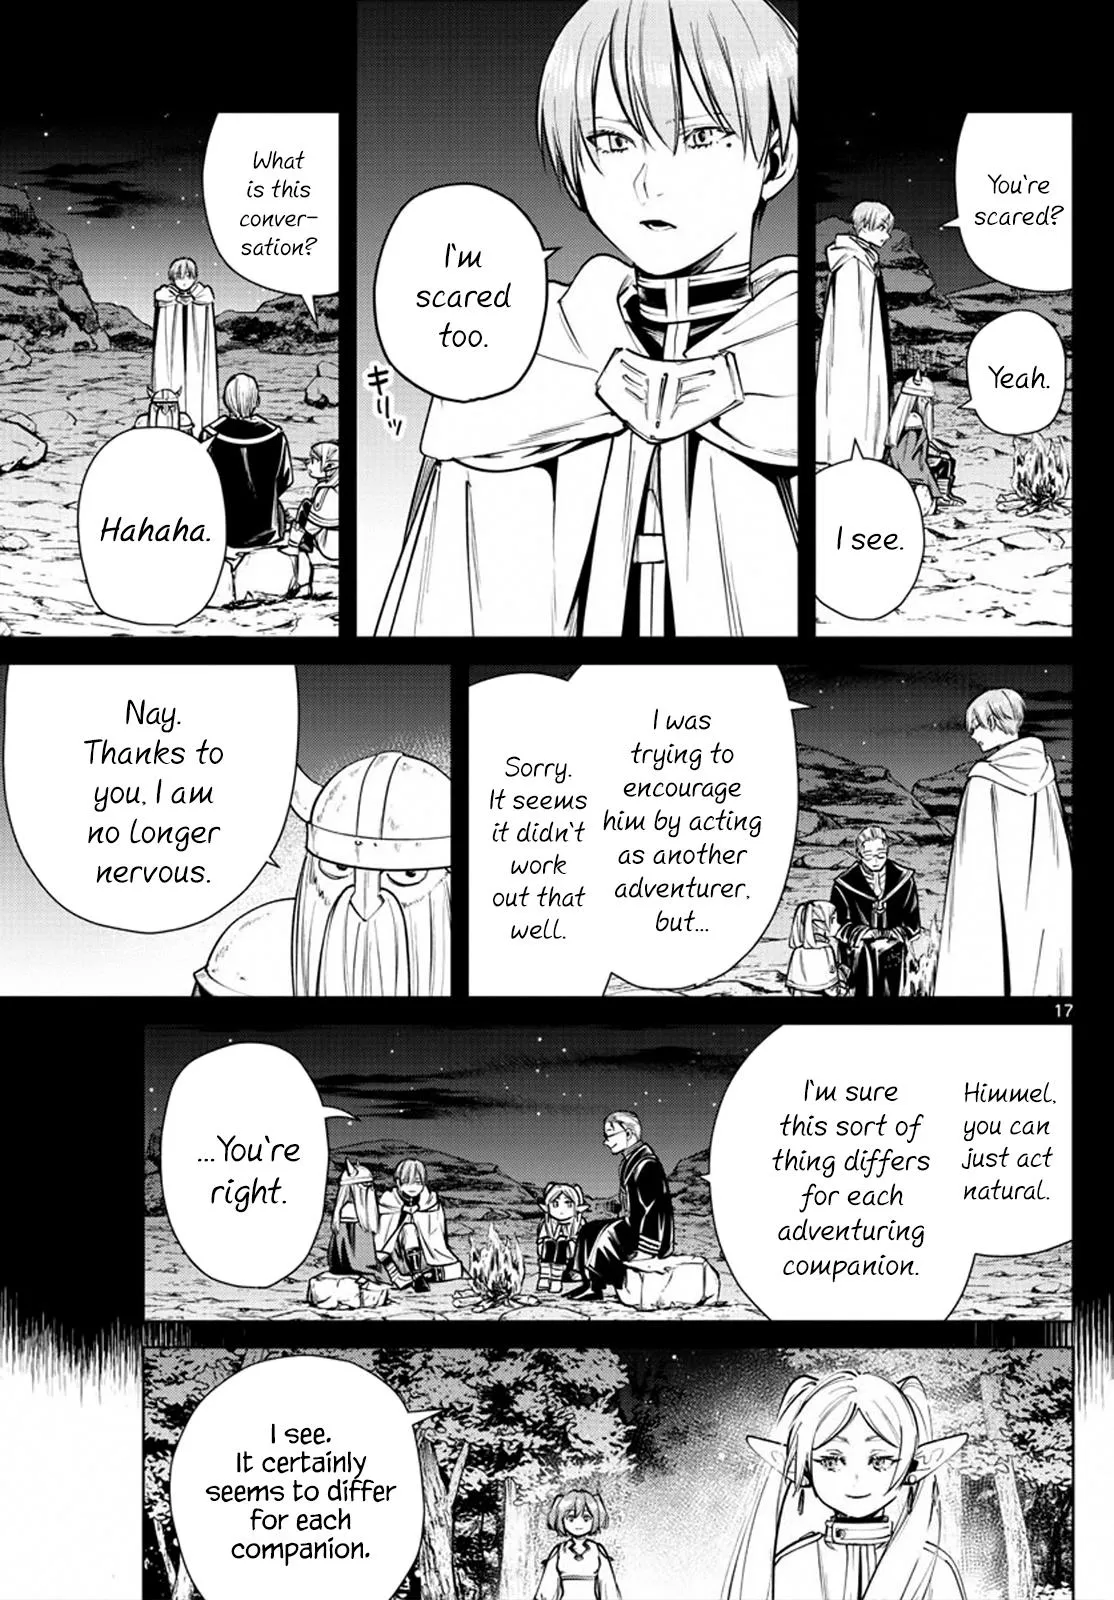 You're
scared?
Yeah.
I see.
I'm
scared
too.
キリッ
What
is this
conver-
sation?
Hahaha.
I was
trying to
encourage
him by acting
as another
adventurer,
but...
Sorry.
It seems
it didn't
work
out that
well.
Nay.
Thanks to
you, I am
no longer
nervous.
17
Himmel,
you can
just act
natural.
I'm sure
this sort of
thing differs
for each
adventuring
companion.
...You're
right.
I see.
It certainly
seems to differ
for each
companion.